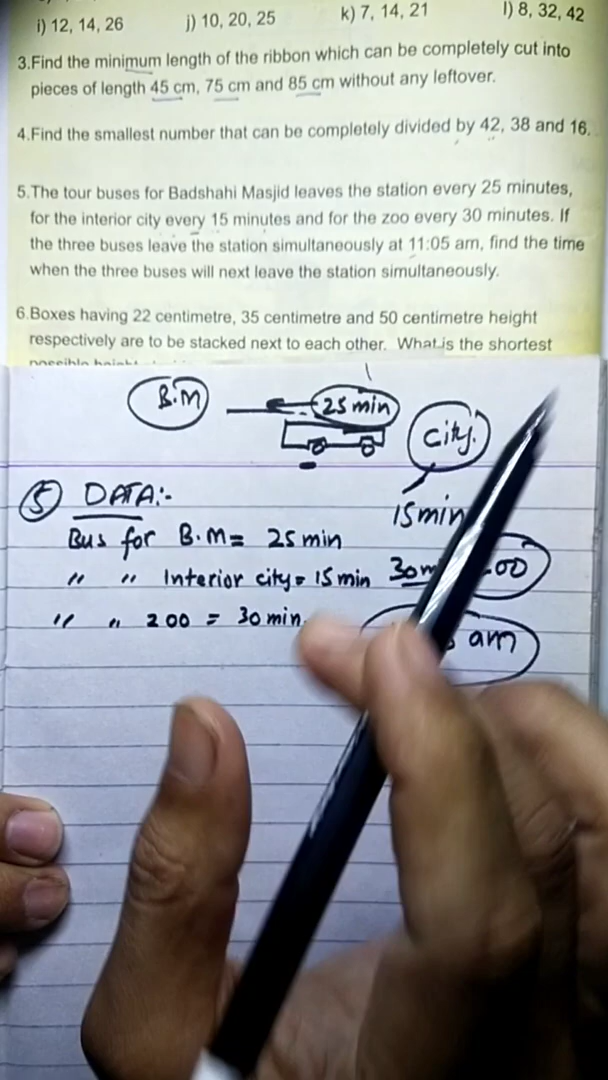 i) 12, 14, 26 j) 10, 20, 25 k) 7, 14, 21 l) 8, 32, 42
3.Find the minimum length of the ribbon which can be completely cut into
pieces of length 45 cm, 75 cm and 85 cm without any leftover.
4.Find the smallest number that can be completely divided by 42, 38 and 16.
5.The tour buses for Badshahi Masjid leaves the station every 25 minutes,
for the interior city every 15 minutes and for the zoo every 30 minutes. If
the three buses leave the station simultaneously at 11:05 am, find the time
when the three buses will next leave the station simultaneously.
6.Boxes having 22 centimetre, 35 centimetre and 50 centimetre height
respectively are to be stacked next to each other. What is the shortest
possible
B.M 25 min
city.
5 DATA:-
15 min
Bus for B.M = 25 min
" " Interior city = 15 min 30
" " zoo = 30 min.
am